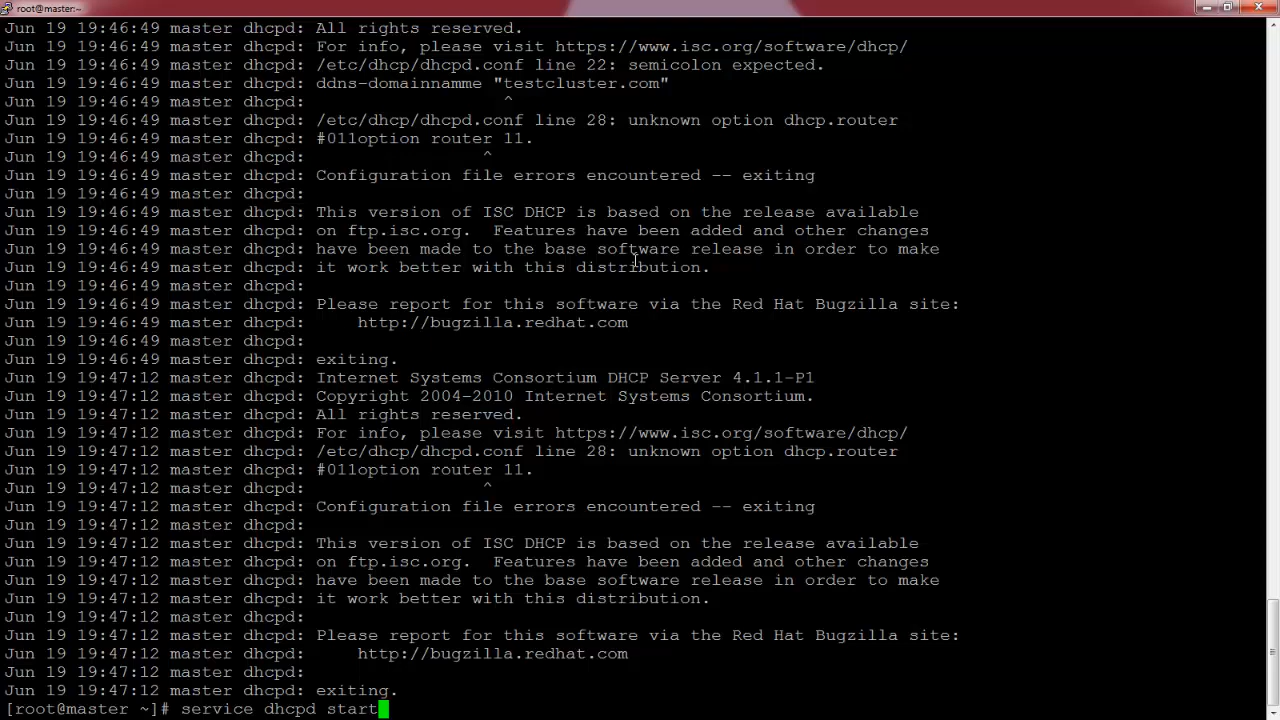 root@master:~
Jun 19 19:46:49 master dhcpd: All rights reserved.
Jun 19 19:46:49 master dhcpd: For info, please visit https://www.isc.org/software/dhcp/
Jun 19 19:46:49 master dhcpd: /etc/dhcp/dhcpd.conf line 22: semicolon expected.
Jun 19 19:46:49 master dhcpd: ddns-domainnamme "testcluster.com"
Jun 19 19:46:49 master dhcpd:                   ^
Jun 19 19:46:49 master dhcpd: /etc/dhcp/dhcpd.conf line 28: unknown option dhcp.router
Jun 19 19:46:49 master dhcpd: #011option router 11.
Jun 19 19:46:49 master dhcpd:                 ^
Jun 19 19:46:49 master dhcpd: Configuration file errors encountered -- exiting
Jun 19 19:46:49 master dhcpd:
Jun 19 19:46:49 master dhcpd: This version of ISC DHCP is based on the release available
Jun 19 19:46:49 master dhcpd: on ftp.isc.org.  Features have been added and other changes
Jun 19 19:46:49 master dhcpd: have been made to the base software release in order to make
Jun 19 19:46:49 master dhcpd: it work better with this distribution.
Jun 19 19:46:49 master dhcpd:
Jun 19 19:46:49 master dhcpd: Please report for this software via the Red Hat Bugzilla site:
Jun 19 19:46:49 master dhcpd:     http://bugzilla.redhat.com
Jun 19 19:46:49 master dhcpd:
Jun 19 19:46:49 master dhcpd: exiting.
Jun 19 19:47:12 master dhcpd: Internet Systems Consortium DHCP Server 4.1.1-P1
Jun 19 19:47:12 master dhcpd: Copyright 2004-2010 Internet Systems Consortium.
Jun 19 19:47:12 master dhcpd: All rights reserved.
Jun 19 19:47:12 master dhcpd: For info, please visit https://www.isc.org/software/dhcp/
Jun 19 19:47:12 master dhcpd: /etc/dhcp/dhcpd.conf line 28: unknown option dhcp.router
Jun 19 19:47:12 master dhcpd: #011option router 11.
Jun 19 19:47:12 master dhcpd:                 ^
Jun 19 19:47:12 master dhcpd: Configuration file errors encountered -- exiting
Jun 19 19:47:12 master dhcpd:
Jun 19 19:47:12 master dhcpd: This version of ISC DHCP is based on the release available
Jun 19 19:47:12 master dhcpd: on ftp.isc.org.  Features have been added and other changes
Jun 19 19:47:12 master dhcpd: have been made to the base software release in order to make
Jun 19 19:47:12 master dhcpd: it work better with this distribution.
Jun 19 19:47:12 master dhcpd:
Jun 19 19:47:12 master dhcpd: Please report for this software via the Red Hat Bugzilla site:
Jun 19 19:47:12 master dhcpd:     http://bugzilla.redhat.com
Jun 19 19:47:12 master dhcpd:
Jun 19 19:47:12 master dhcpd: exiting.
[root@master ~]# service dhcpd start